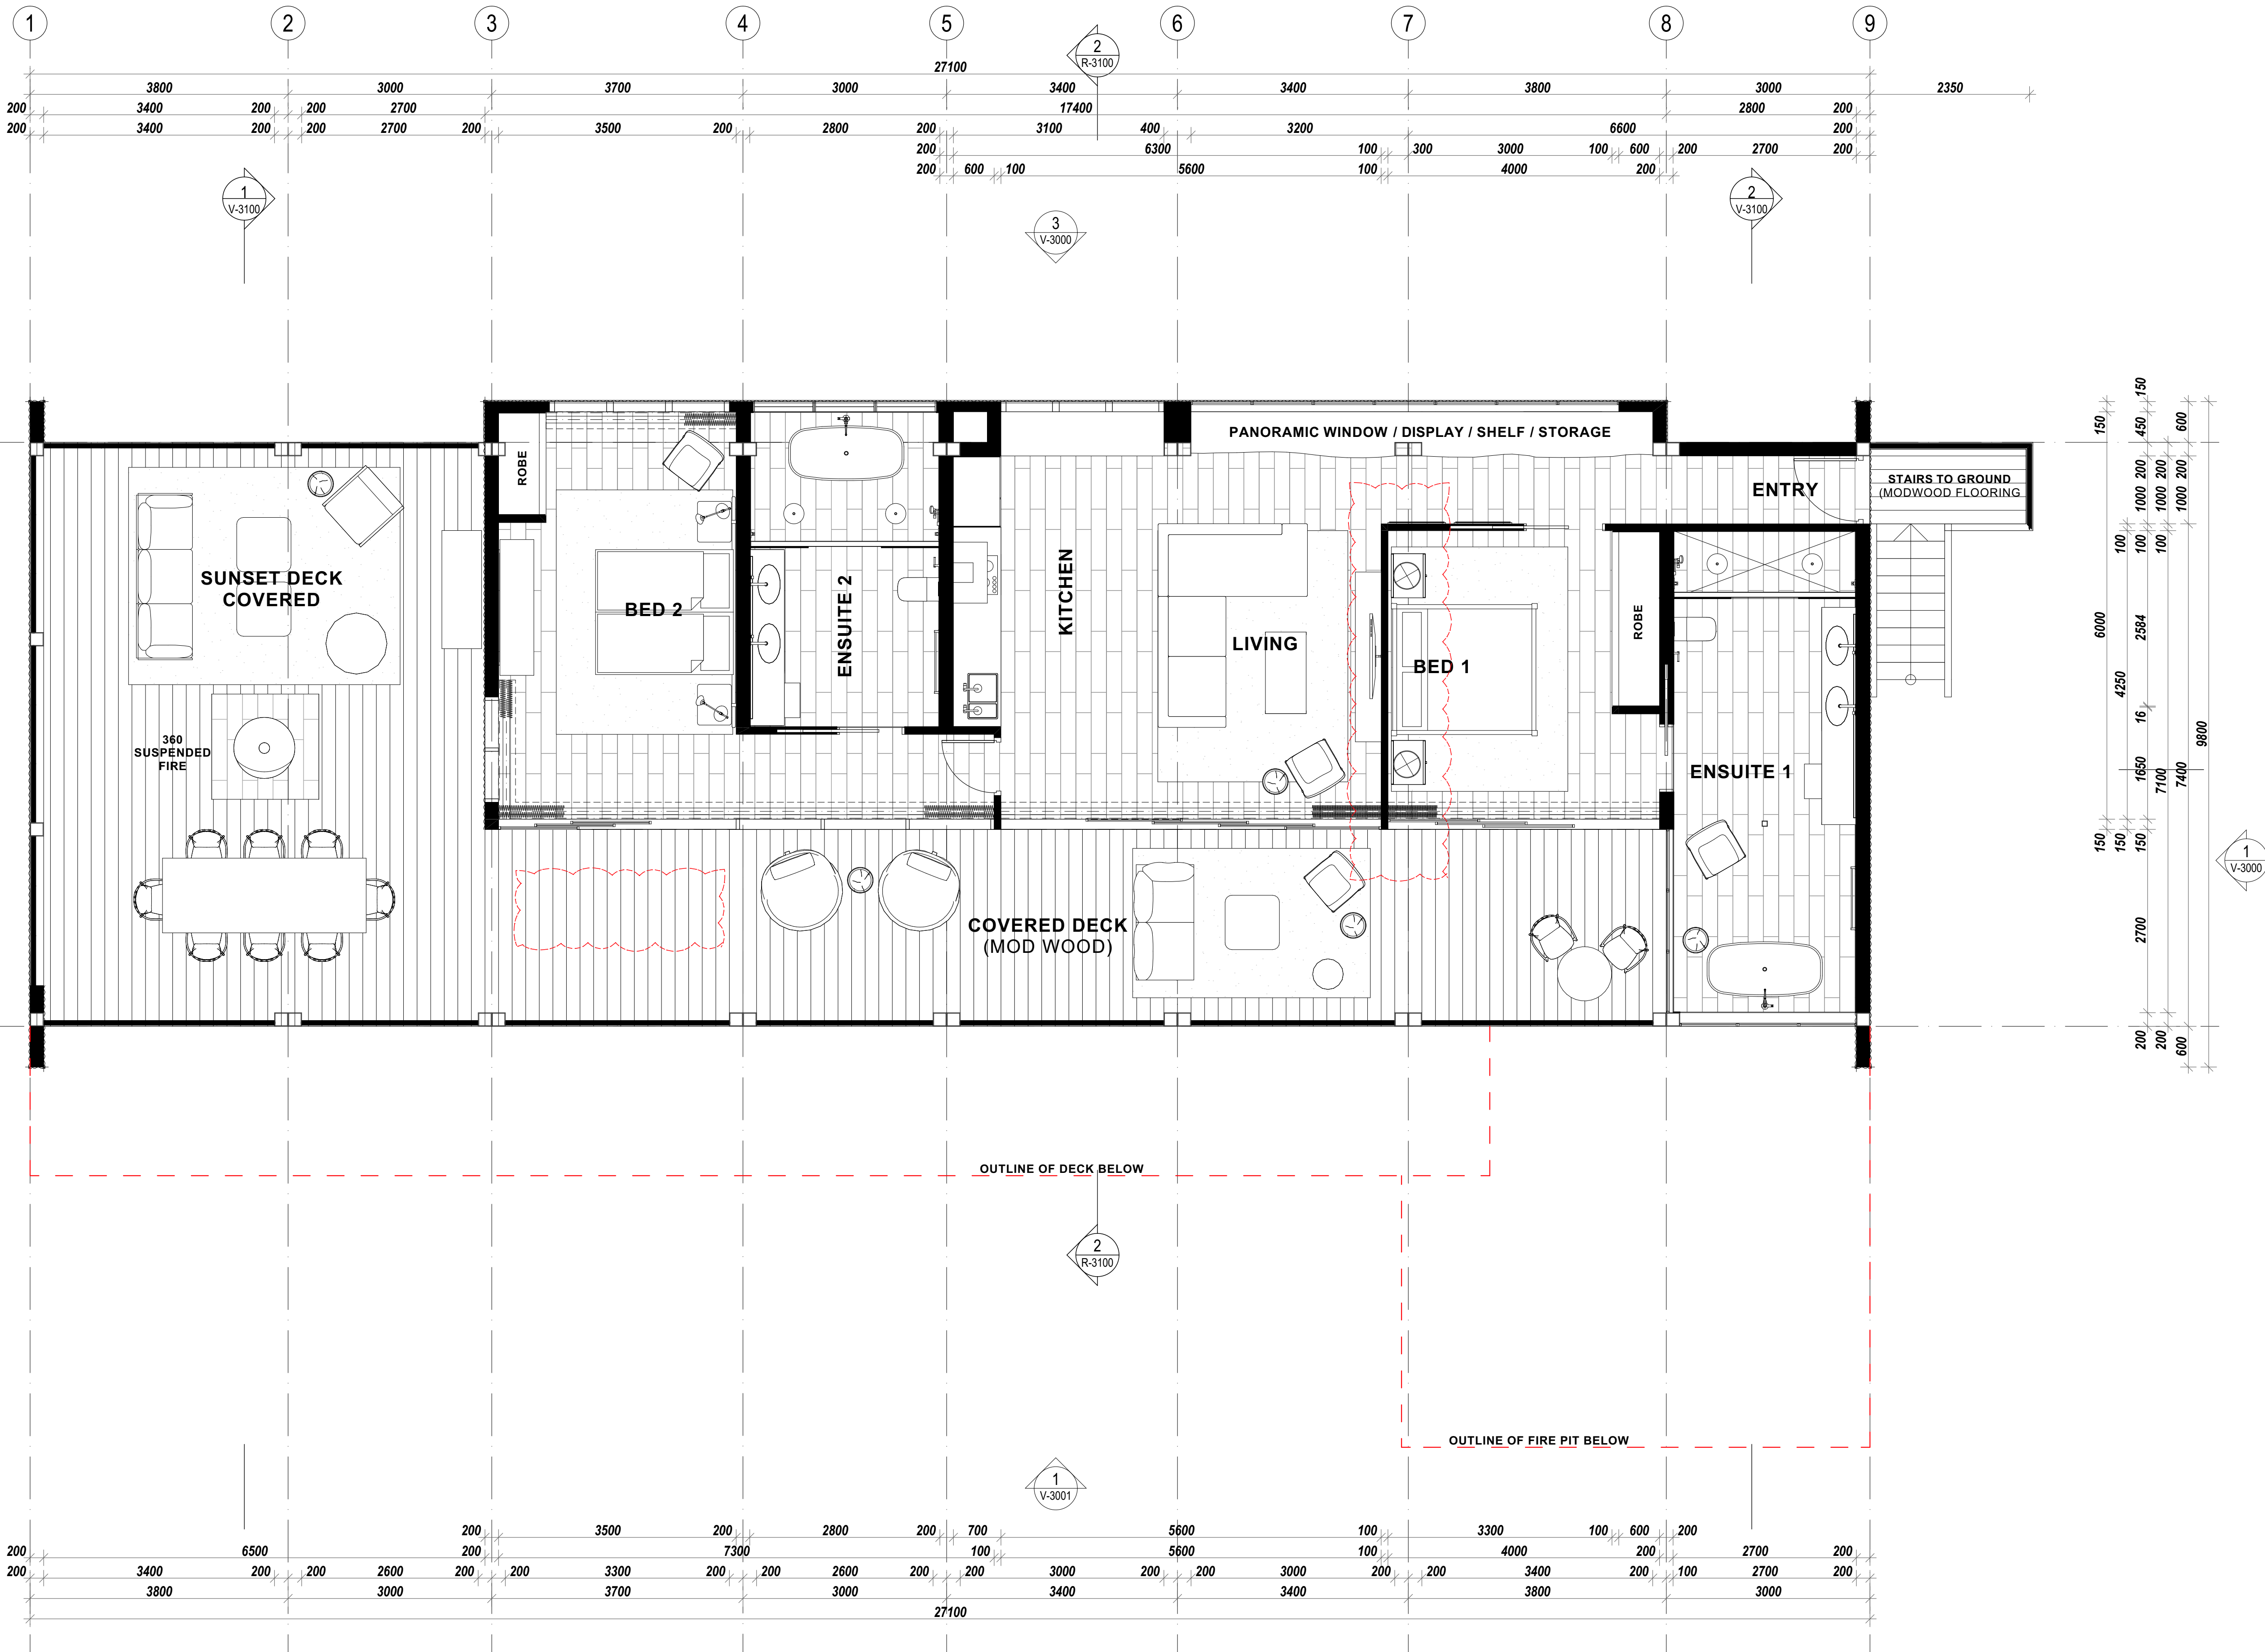 1 2 3 4 5 6 7 8 9
2
R-3100
27100
3800 3000 3700 3000 3400 3400 3800 3000 2350
200 3400 200 200 2700 17400 2800 200
200 3400 200 200 2700 200 3500 200 2800 200 3100 400 3200 6600 200
200 6300 100 300 3000 100 600 200 2700 200
200 600 100 5600 100 4000 200
1
V-3100
2
V-3100
3
V-3000
PANORAMIC WINDOW / DISPLAY / SHELF / STORAGE
ROBE
ENTRY
STAIRS TO GROUND
(MODWOOD FLOORING
SUNSET DECK
COVERED
BED 2
ENSUITE 2
KITCHEN
LIVING
BED 1
ROBE
360
SUSPENDED
FIRE
ENSUITE 1
COVERED DECK
(MOD WOOD)
150 6000 150
100 4250 150
150 450 200 1000 100 2584 16 1650 150 2700 200
200 1000 100 7100 200
600 200 1000 7400 600
9800
1
V-3000
OUTLINE OF DECK BELOW
2
R-3100
OUTLINE OF FIRE PIT BELOW
1
V-3001
200 3500 200 2800 200 700 5600 100 3300 100 600 200
200 6500 200 7300 100 5600 100 4000 200 2700 200
200 3400 200 200 2600 200 200 3300 200 200 2600 200 200 3000 200 200 3000 200 200 3400 200 100 2700 200
3800 3000 3700 3000 3400 3400 3800 3000
27100